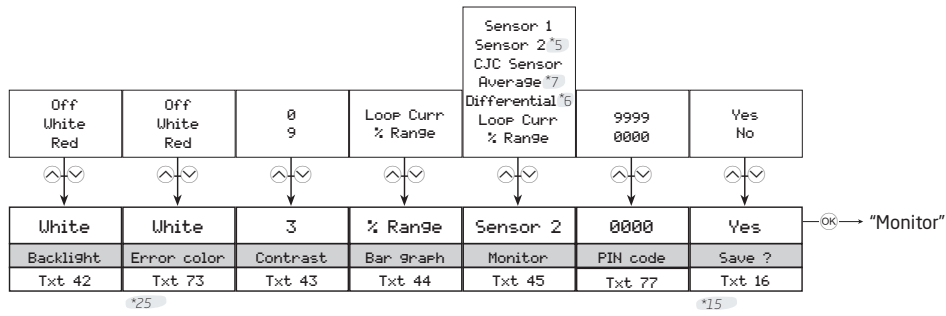 Sensor 1
Sensor 2 *5
CJC Sensor
Average *7
Differential *6
Loop Curr
% Range
Off
White
Red
Off
White
Red
0
9
Loop Curr
% Range
9999
0000
Yes
No
White
White
3
% Range
Sensor 2
0000
Yes
OK
"Monitor"
Backlight
Error color
Contrast
Bar graph
Monitor
PIN code
Save ?
Txt 42
Txt 73
Txt 43
Txt 44
Txt 45
Txt 77
Txt 16
*25
*15